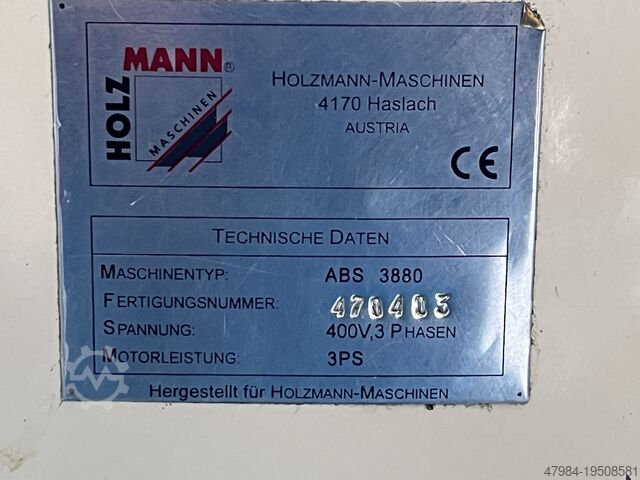 HOLZ
MANN®
MASCHINEN
HOLZMANN-MASCHINEN
4170 Haslach
AUSTRIA
CE
TECHNISCHE DATEN
MASCHINENTYP: ABS 3880
FERTIGUNGSNUMMER: 470403
SPANNUNG: 400V,3 PHASEN
MOTORLEISTUNG: 3PS
Hergestellt für HOLZMANN-MASCHINEN
47984-19508581